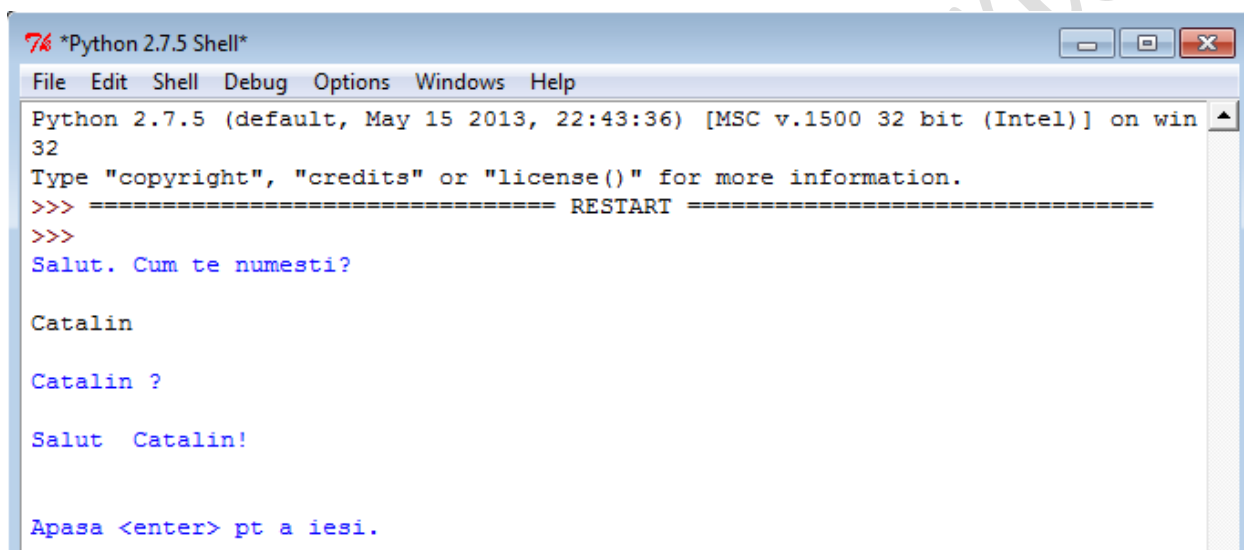 *Python 2.7.5 Shell*
File Edit Shell Debug Options Windows Help
Python 2.7.5 (default, May 15 2013, 22:43:36) [MSC v.1500 32 bit (Intel)] on win
32
Type "copyright", "credits" or "license()" for more information.
>>> ================================ RESTART ================================
>>>
Salut. Cum te numesti?
Catalin
Catalin ?
Salut  Catalin!
Apasa <enter> pt a iesi.